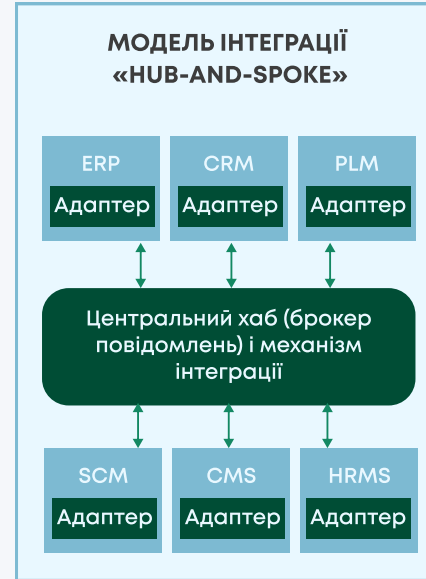 МОДЕЛЬ ІНТЕГРАЦІЇ
«HUB-AND-SPOKE»
ERP
CRM
PLM
Адаптер
Адаптер
Адаптер
Центральний хаб (брокер
повідомлень) і механізм
інтеграції
SCM
CMS
HRMS
Адаптер
Адаптер
Адаптер